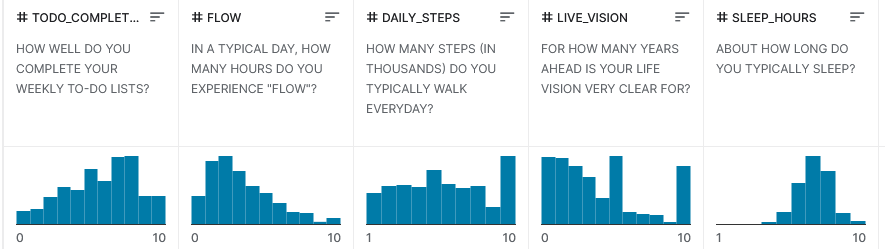 # TODO_COMPLET...
HOW WELL DO YOU
COMPLETE YOUR
WEEKLY TO-DO LISTS?
0 10
# FLOW
IN A TYPICAL DAY, HOW
MANY HOURS DO YOU
EXPERIENCE "FLOW"?
0 10
# DAILY_STEPS
HOW MANY STEPS (IN
THOUSANDS) DO YOU
TYPICALLY WALK
EVERYDAY?
1 10
# LIVE_VISION
FOR HOW MANY YEARS
AHEAD IS YOUR LIFE
VISION VERY CLEAR FOR?
0 10
# SLEEP_HOURS
ABOUT HOW LONG DO
YOU TYPICALLY SLEEP?
1 10